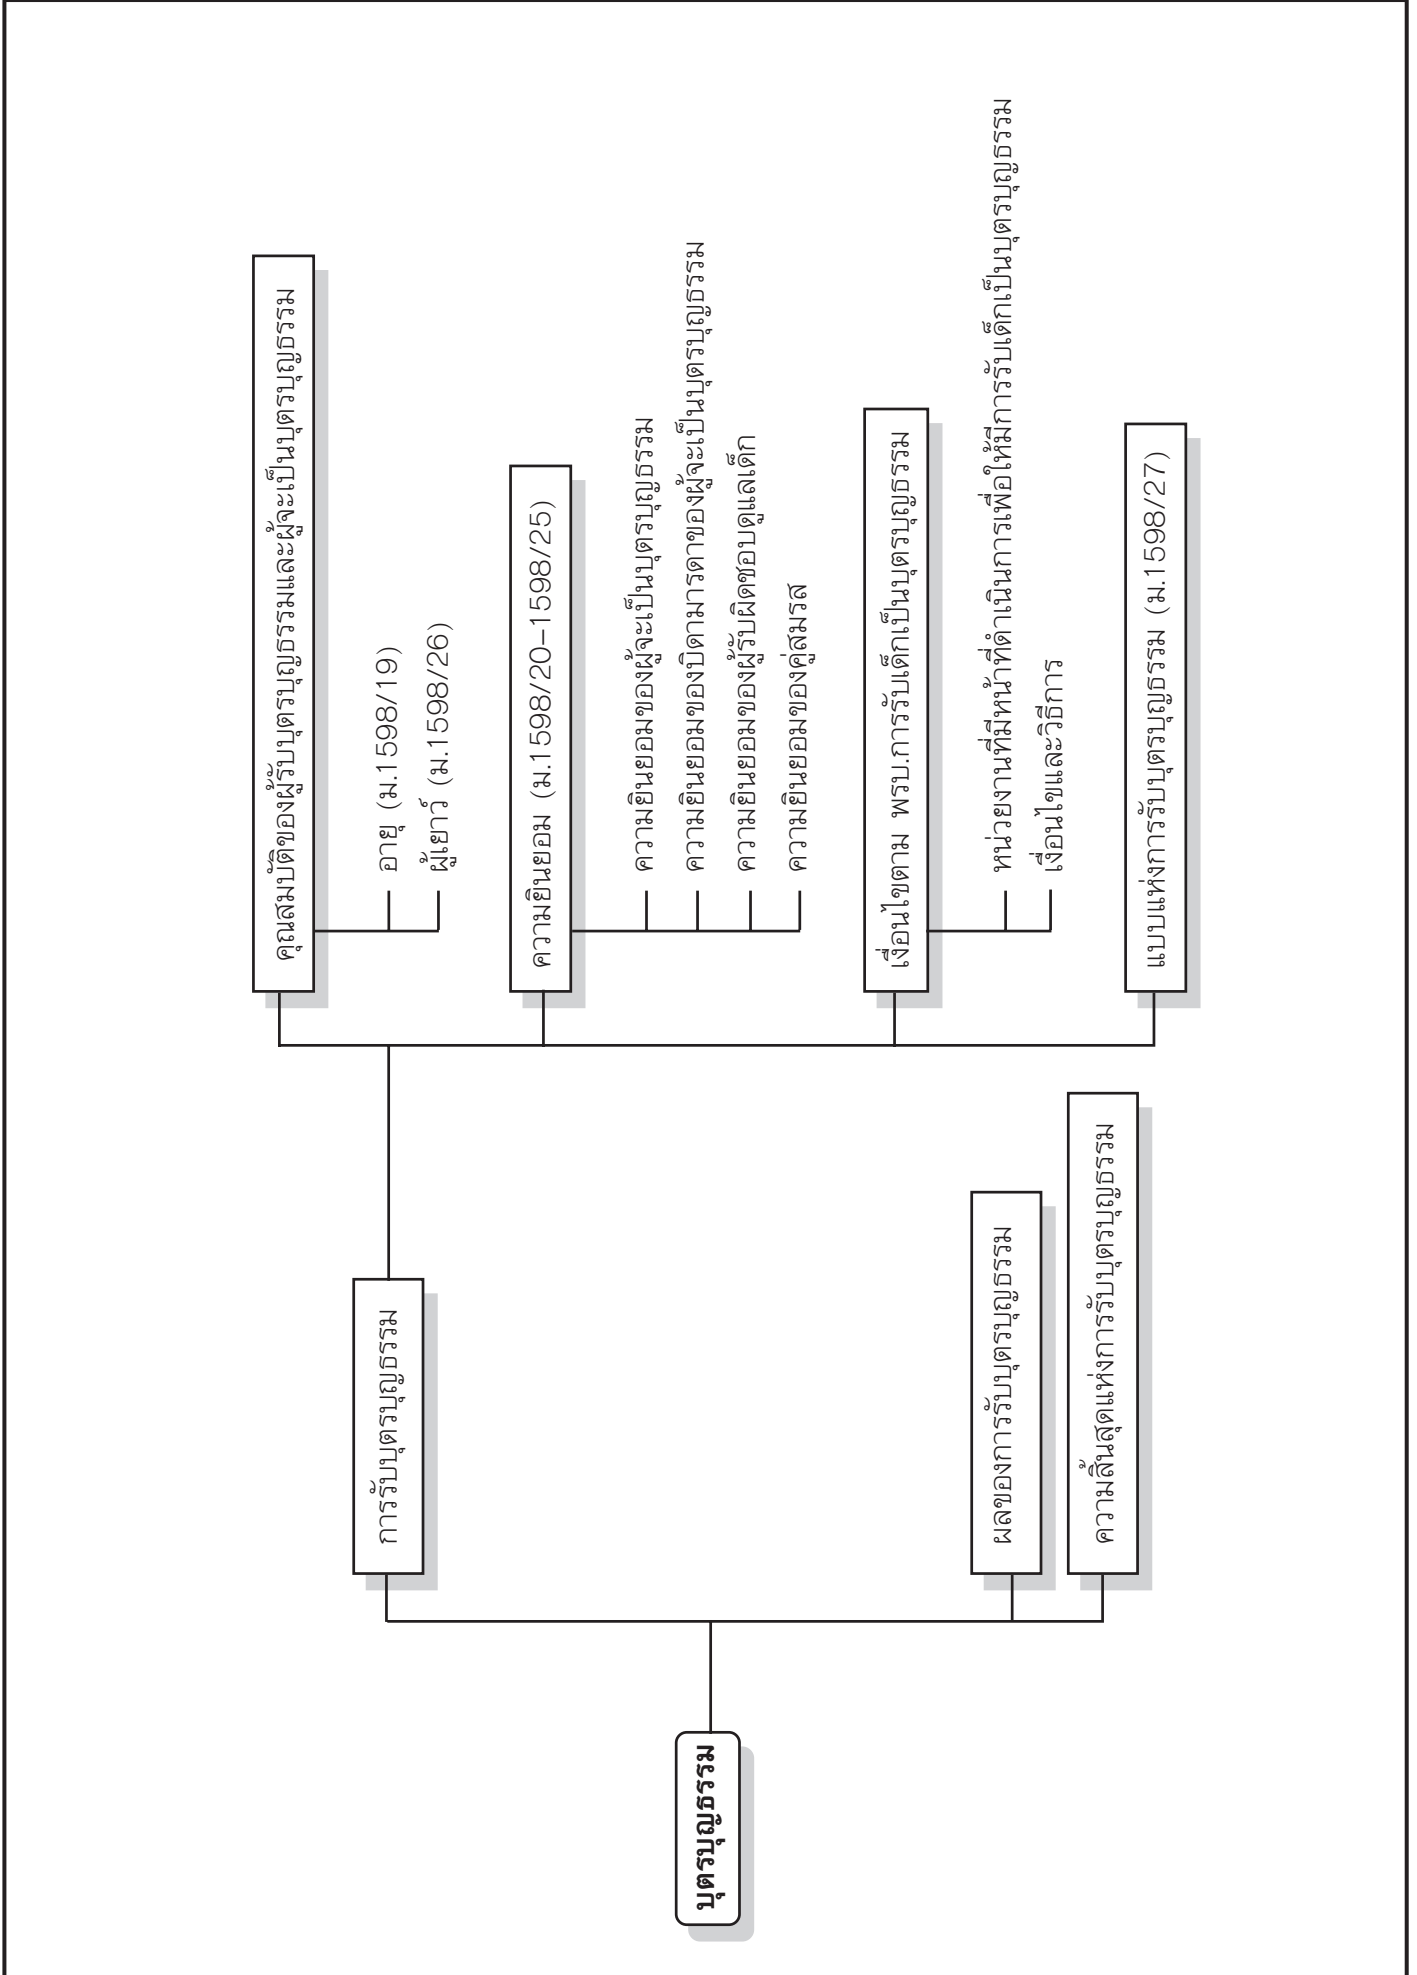 บุตรบุญธรรม
การรับบุตรบุญธรรม
คุณสมบัติของผู้รับบุตรบุญธรรมและผู้จะเป็นบุตรบุญธรรม
อายุ (ม.1598/19)
ผู้เยาว์ (ม.1598/26)
ความยินยอม (ม.1598/20-1598/25)
ความยินยอมของผู้จะเป็นบุตรบุญธรรม
ความยินยอมของบิดามารดาของผู้จะเป็นบุตรบุญธรรม
ความยินยอมของผู้รับผิดชอบดูแลเด็ก
ความยินยอมของคู่สมรส
เงื่อนไขตาม พรบ.การรับเด็กเป็นบุตรบุญธรรม
หน่วยงานที่มีหน้าที่ดำเนินการเพื่อให้มีการรับเด็กเป็นบุตรบุญธรรม
เงื่อนไขและวิธีการ
แบบแห่งการรับบุตรบุญธรรม (ม.1598/27)
ผลของการรับบุตรบุญธรรม
ความสิ้นสุดแห่งการรับบุตรบุญธรรม